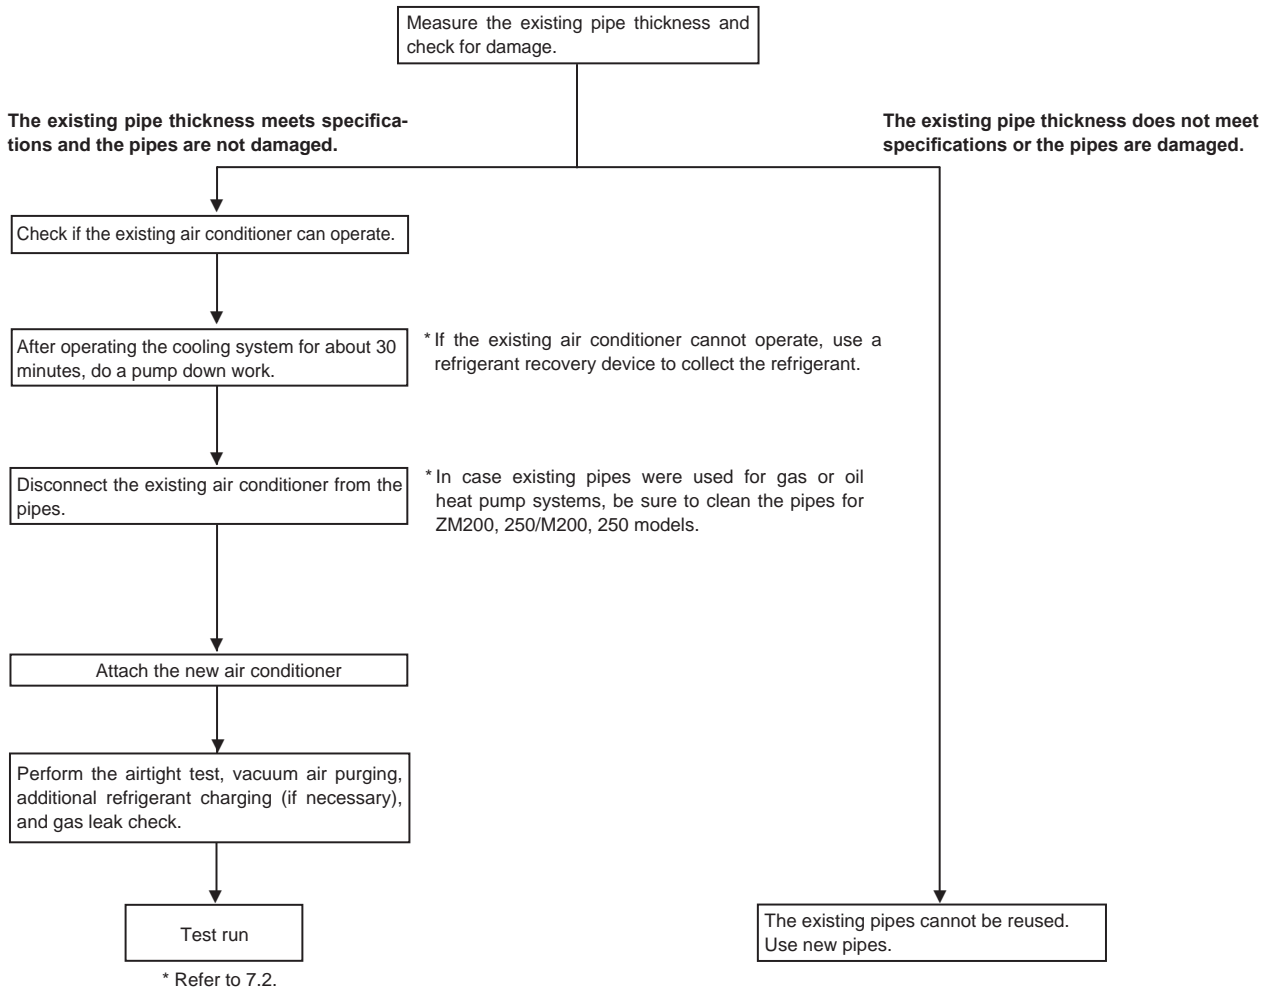 Measure the existing pipe thickness and
check for damage.
The existing pipe thickness meets specifica-
tions and the pipes are not damaged.
The existing pipe thickness does not meet
specifications or the pipes are damaged.
Check if the existing air conditioner can operate.
After operating the cooling system for about 30
minutes, do a pump down work.
* If the existing air conditioner cannot operate, use a
refrigerant recovery device to collect the refrigerant.
Disconnect the existing air conditioner from the
pipes.
* In case existing pipes were used for gas or oil
heat pump systems, be sure to clean the pipes for
ZM200, 250/M200, 250 models.
Attach the new air conditioner
Perform the airtight test, vacuum air purging,
additional refrigerant charging (if necessary),
and gas leak check.
Test run
* Refer to 7.2.
The existing pipes cannot be reused.
Use new pipes.